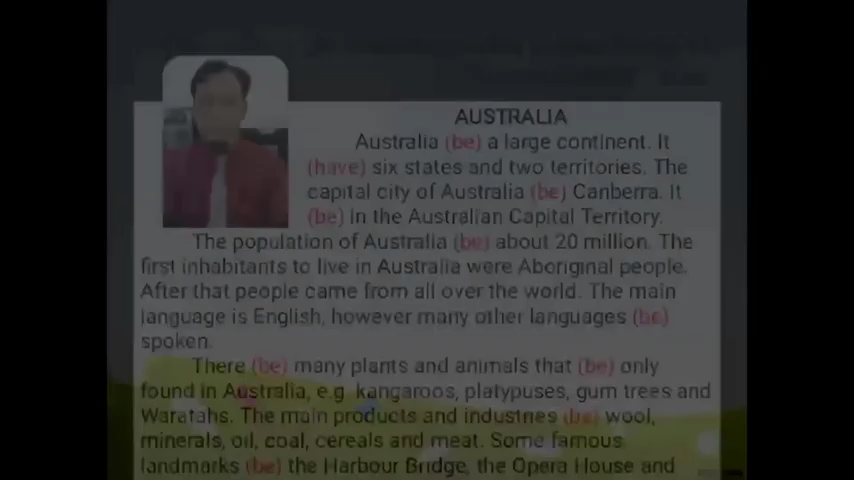 AUSTRALIA
Australia (be) a large continent. It
(have) six states and two territories. The
capital city of Australia (be) Canberra. It
(be) in the Australian Capital Territory.
The population of Australia (be) about 20 million. The
first inhabitants to live in Australia were Aboriginal people.
After that people came from all over the world. The main
language is English, however many other languages (be)
spoken.
There (be) many plants and animals that (be) only
found in Australia, e.g. kangaroos, platypuses, gum trees and
Waratahs. The main products and industries (be) wool,
minerals, oil, coal, cereals and meat. Some famous
landmarks (be) the Harbour Bridge, the Opera House and